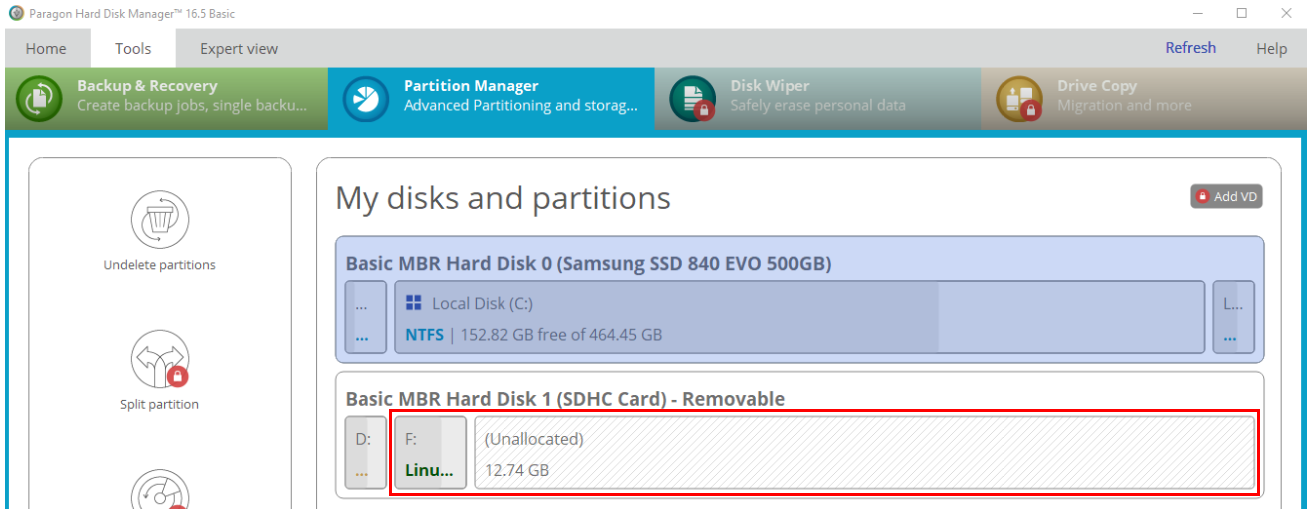 Paragon Hard Disk Manager™ 16.5 Basic
Home Tools Expert view Refresh Help
Backup & Recovery
Create backup jobs, single backu...
Partition Manager
Advanced Partitioning and storag...
Disk Wiper
Safely erase personal data
Drive Copy
Migration and more
Undelete partitions
Split partition
My disks and partitions
Add VD
Basic MBR Hard Disk 0 (Samsung SSD 840 EVO 500GB)
...
...
Local Disk (C:)
NTFS | 152.82 GB free of 464.45 GB
L...
...
Basic MBR Hard Disk 1 (SDHC Card) - Removable
D:
...
F:
Linu...
(Unallocated)
12.74 GB